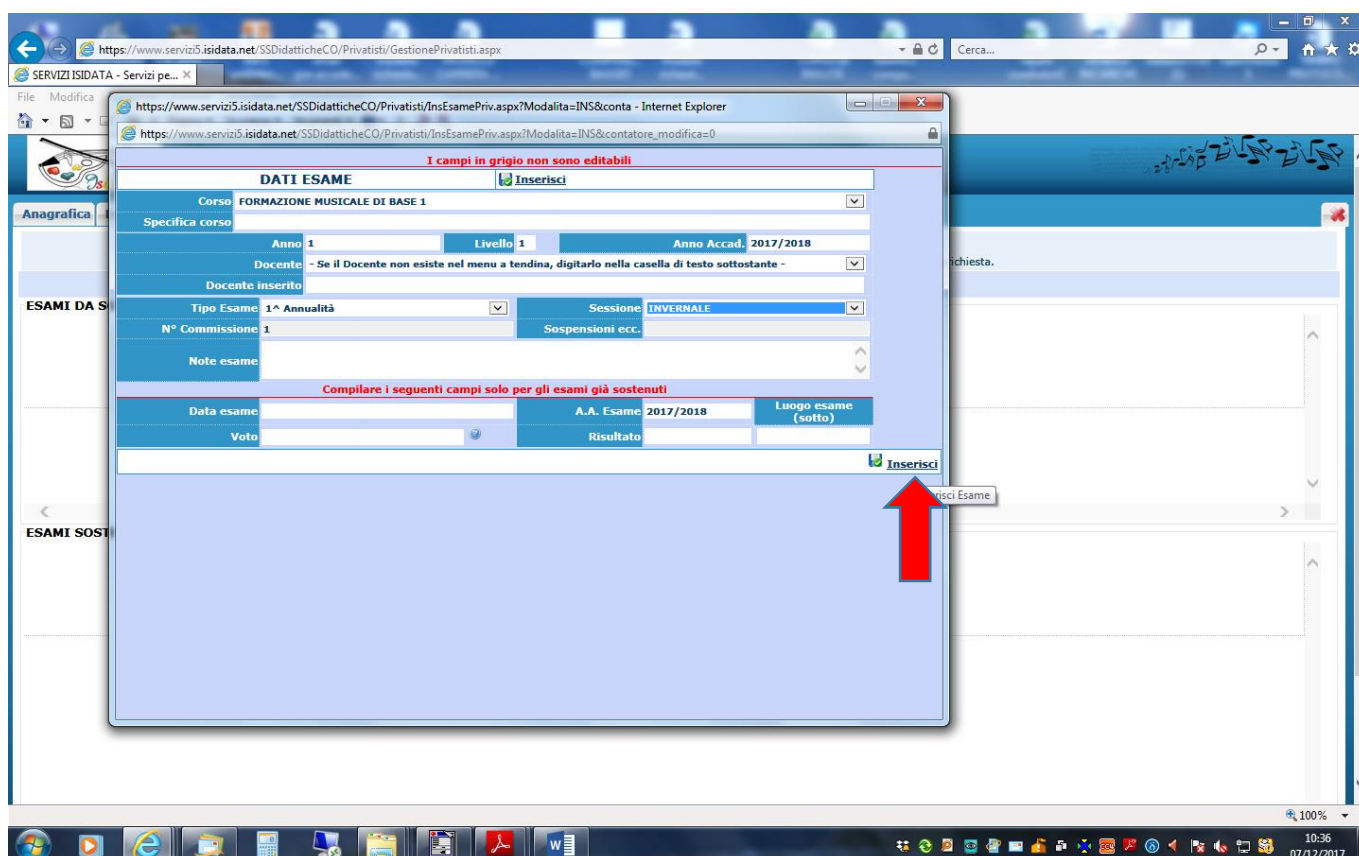 https://www.servizi5.isidata.net/SSDidatticheCO/Privatisti/GestionePrivatisti.aspx
Cerca...
SERVIZI ISIDATA - Servizi pe...
File Modifica
https://www.servizi5.isidata.net/SSDidatticheCO/Privatisti/InsEsamePriv.aspx?Modalita=INS&conta - Internet Explorer
https://www.servizi5.isidata.net/SSDidatticheCO/Privatisti/InsEsamePriv.aspx?Modalita=INS&contatore_modifica=0
I campi in grigio non sono editabili
DATI ESAME Inserisci
Corso FORMAZIONE MUSICALE DI BASE 1
Anagrafica
Specifica corso
Anno 1 Livello 1 Anno Accad. 2017/2018
Docente - Se il Docente non esiste nel menu a tendina, digitarlo nella casella di testo sottostante -
ichiesta.
Docente inserito
ESAMI DA S
Tipo Esame 1^ Annualità Sessione INVERNALE
N° Commissione 1 Sospensioni ecc.
Note esame
Compilare i seguenti campi solo per gli esami già sostenuti
Data esame A.A. Esame 2017/2018 Luogo esame (sotto)
Voto Risultato
Inserisci
risci Esame
ESAMI SOST
100%
10:36
07/12/2017